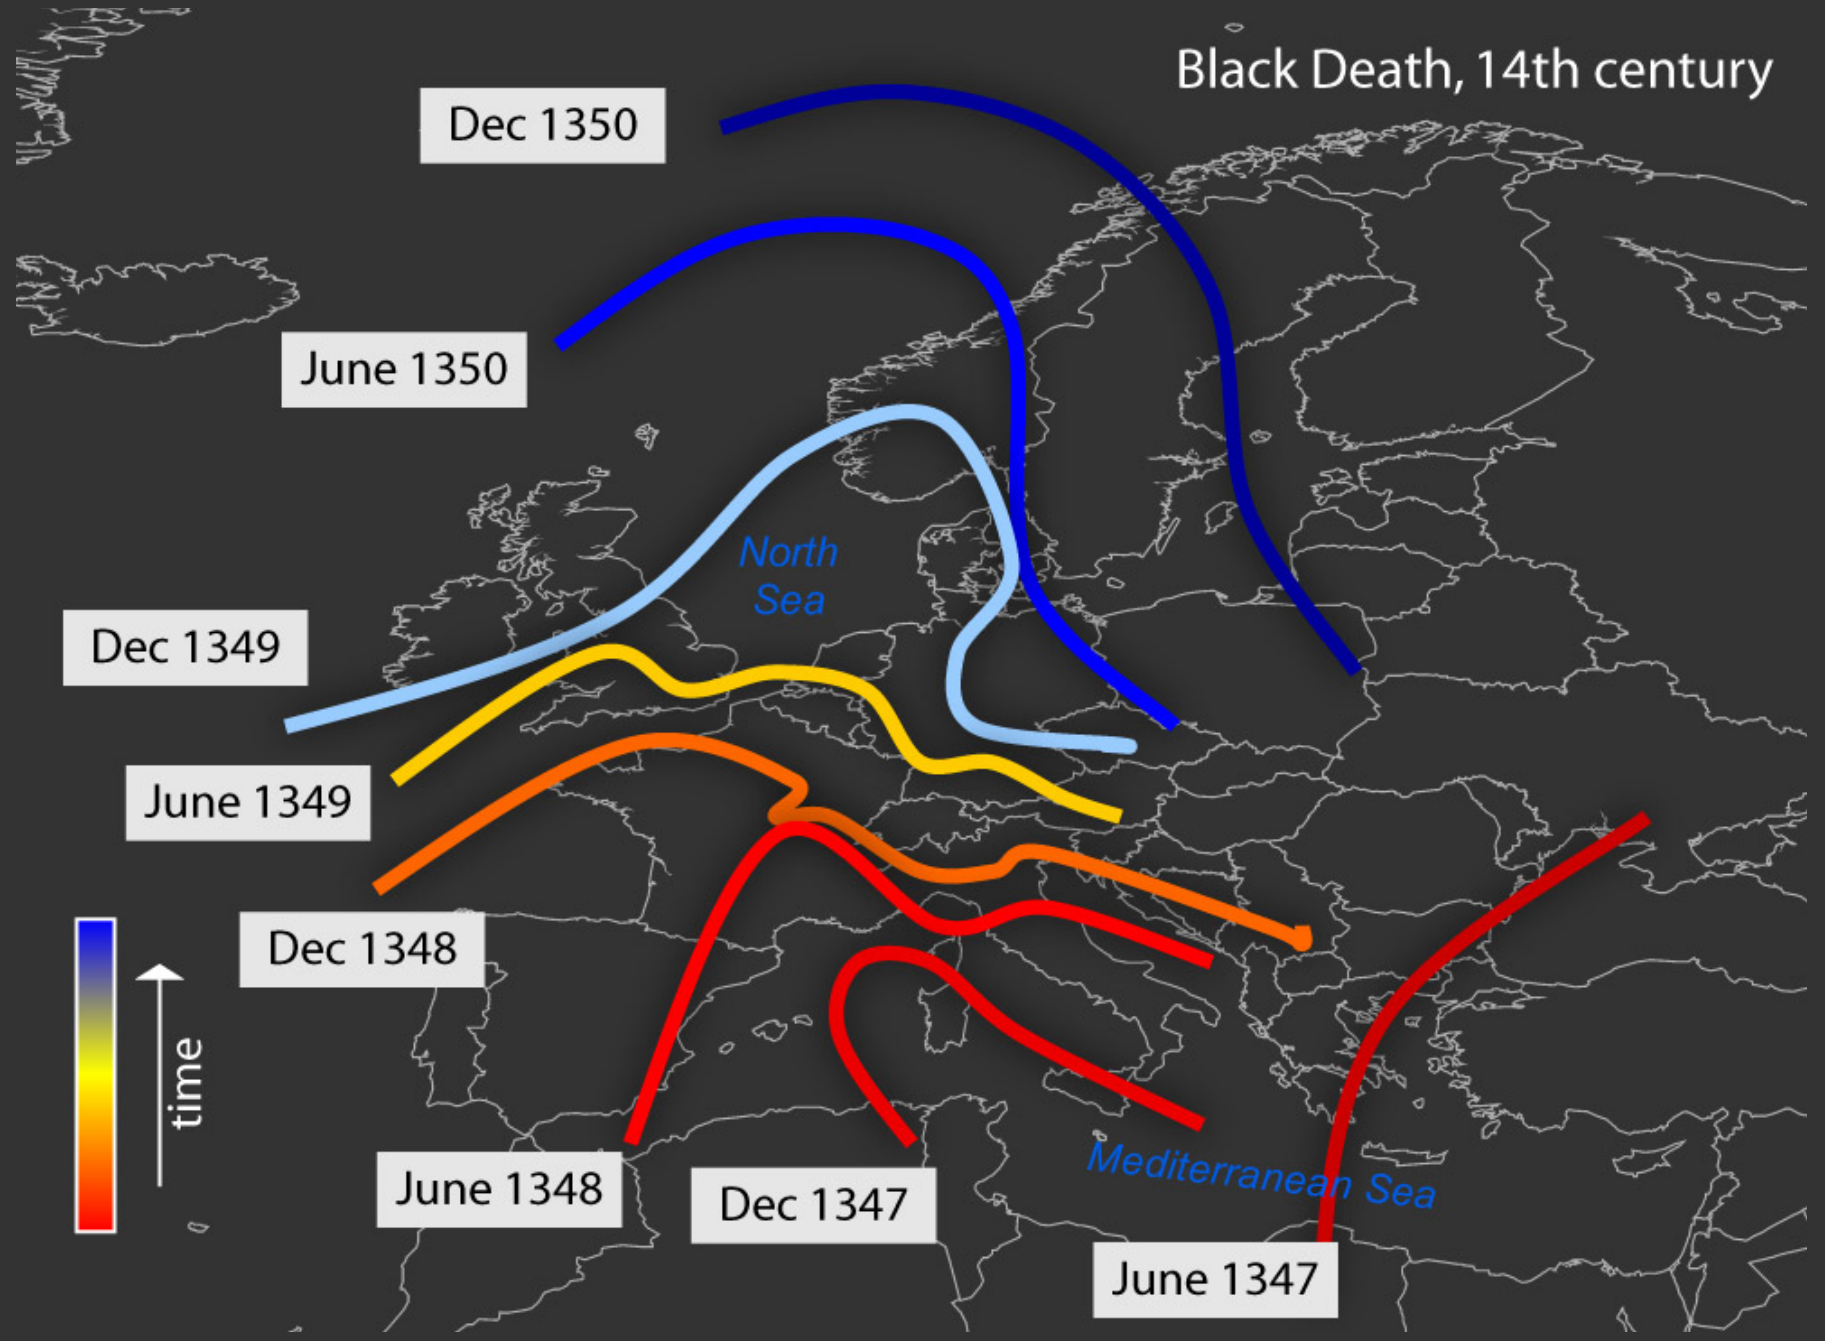 Black Death, 14th century
Dec 1350
June 1350
North
Sea
Dec 1349
June 1349
Dec 1348
time
June 1348
Dec 1347
Mediterranean Sea
June 1347